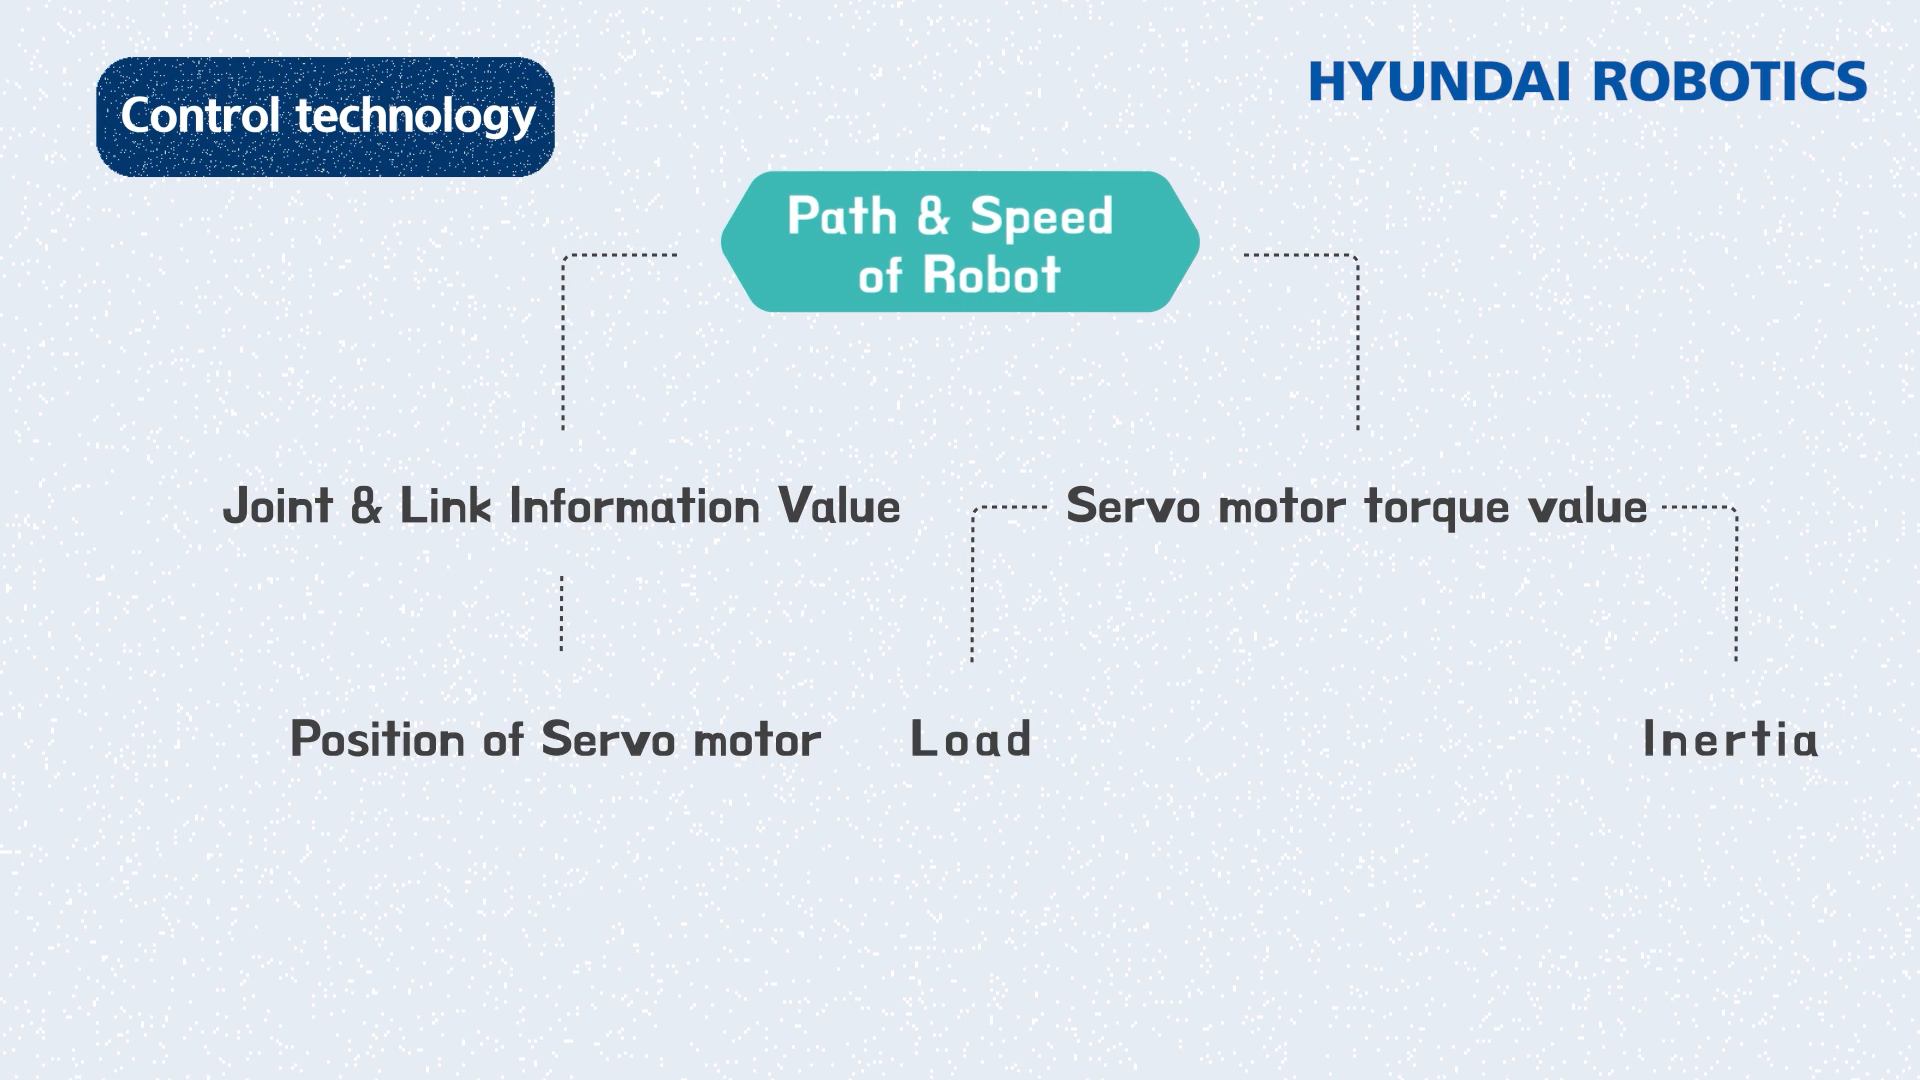 Control technology
HYUNDAI ROBOTICS
Path & Speed
of Robot
Joint & Link Information Value
Servo motor torque value
Position of Servo motor
Load
Inertia